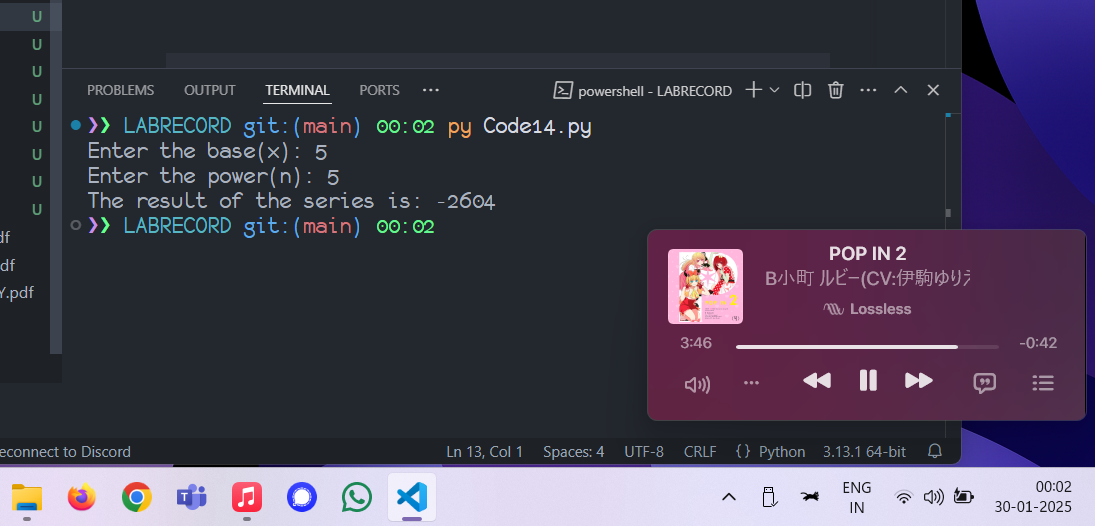 U
U
U
U
U
U
U
U
df
df
Y.pdf
PROBLEMS OUTPUT TERMINAL PORTS ··· powershell - LABRECORD
❯❯ LABRECORD git:(main) 00:02 py Code14.py
Enter the base(x): 5
Enter the power(n): 5
The result of the series is: -2604
❯❯ LABRECORD git:(main) 00:02
POP IN 2
B小町 ルビー(CV:伊駒ゆりえ
Lossless
3:46 -0:42
econnect to Discord Ln 13, Col 1 Spaces: 4 UTF-8 CRLF {} Python 3.13.1 64-bit
ENG
IN
00:02
30-01-2025